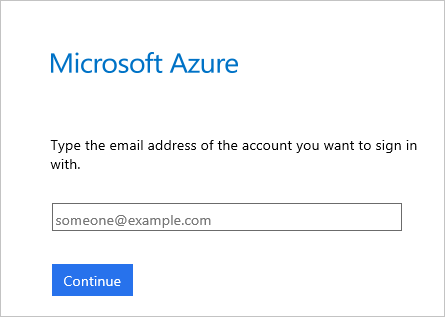 Microsoft Azure
Type the email address of the account you want to sign in
with.
someone@example.com
Continue